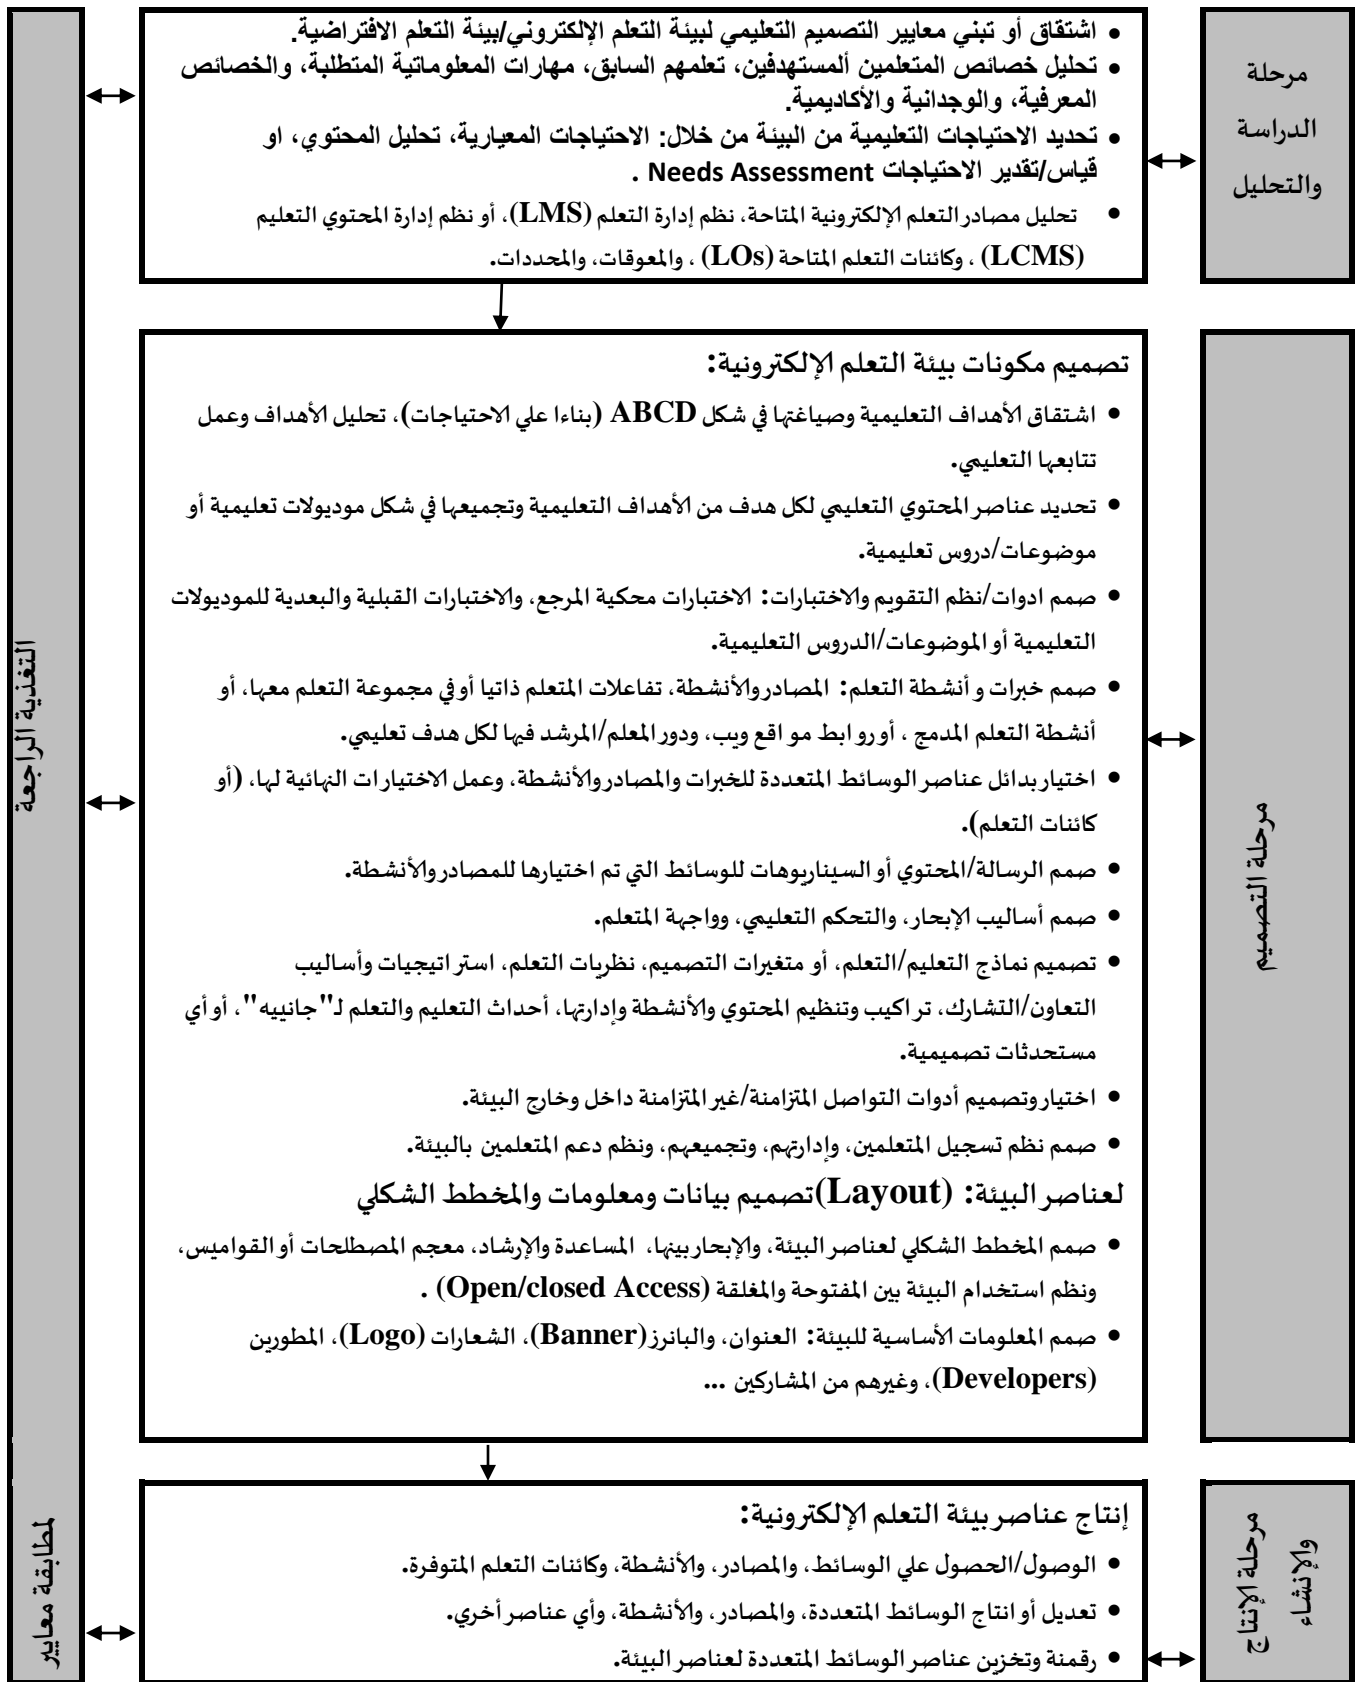 مرحلة
الدراسة
والتحليل
• اشتقاق أو تبني معايير التصميم التعليمي لبيئة التعلم الإلكتروني/بيئة التعلم الافتراضية.
• تحليل خصائص المتعلمين ألمستهدفين، تعلمهم السابق، مهارات المعلوماتية المتطلبة، والخصائص
المعرفية، والوجدانية والأكاديمية.
• تحديد الاحتياجات التعليمية من البيئة من خلال: الاحتياجات المعيارية، تحليل المحتوي، او
قياس/تقدير الاحتياجات Needs Assessment .
• تحليل مصادر التعلم الإلكترونية المتاحة، نظم إدارة التعلم (LMS)، أو نظم إدارة المحتوي التعليم
(LCMS) ، وكائنات التعلم المتاحة (LOs) ، والمعوقات، والمحددات.
مرحلة التصميم
تصميم مكونات بيئة التعلم الإلكترونية:
• اشتقاق الأهداف التعليمية وصياغتها في شكل ABCD (بناءا علي الاحتياجات)، تحليل الأهداف وعمل
تتابعها التعليمي.
• تحديد عناصر المحتوي التعليمي لكل هدف من الأهداف التعليمية وتجميعها في شكل موديولات تعليمية أو
موضوعات/دروس تعليمية.
• صمم ادوات/نظم التقويم والاختبارات: الاختبارات محكية المرجع، والاختبارات القبلية والبعدية للموديولات
التعليمية أو الموضوعات/الدروس التعليمية.
• صمم خبرات و أنشطة التعلم: المصادر والأنشطة، تفاعلات المتعلم ذاتيا أو في مجموعة التعلم معها، أو
أنشطة التعلم المدمج ، أو روابط مواقع ويب، ودور المعلم/المرشد فيها لكل هدف تعليمي.
• اختيار بدائل عناصر الوسائط المتعددة للخبرات والمصادر والأنشطة، وعمل الاختيارات النهائية لها، (أو
كائنات التعلم).
• صمم الرسالة/المحتوي أو السيناريوهات للوسائط التي تم اختيارها للمصادر والأنشطة.
• صمم أساليب الإبحار، والتحكم التعليمي، وواجهة المتعلم.
• تصميم نماذج التعليم/التعلم، أو متغيرات التصميم، نظريات التعلم، استراتيجيات وأساليب
التعاون/التشارك، تراكيب وتنظيم المحتوي والأنشطة وإدارتها، أحداث التعليم والتعلم لـ"جانييه"، أو أي
مستحدثات تصميمية.
• اختيار وتصميم أدوات التواصل المتزامنة/غير المتزامنة داخل وخارج البيئة.
• صمم نظم تسجيل المتعلمين، وإدارتهم، وتجميعهم، ونظم دعم المتعلمين بالبيئة.
لعناصر البيئة: (Layout)تصميم بيانات ومعلومات والمخطط الشكلي
• صمم المخطط الشكلي لعناصر البيئة، والإبحار بينها، المساعدة والإرشاد، معجم المصطلحات أو القواميس،
ونظم استخدام البيئة بين المفتوحة والمغلقة (Open/closed Access) .
• صمم المعلومات الأساسية للبيئة: العنوان، والبانرز(Banner)، الشعارات (Logo)، المطورين
(Developers)، وغيرهم من المشاركين ...
مرحلة الإنتاج
والإنشاء
إنتاج عناصر بيئة التعلم الإلكترونية:
• الوصول/الحصول علي الوسائط، والمصادر، والأنشطة، وكائنات التعلم المتوفرة.
• تعديل أو انتاج الوسائط المتعددة، والمصادر، والأنشطة، وأي عناصر أخري.
• رقمنة وتخزين عناصر الوسائط المتعددة لعناصر البيئة.
التغذية الراجعة
لمطابقة معايير